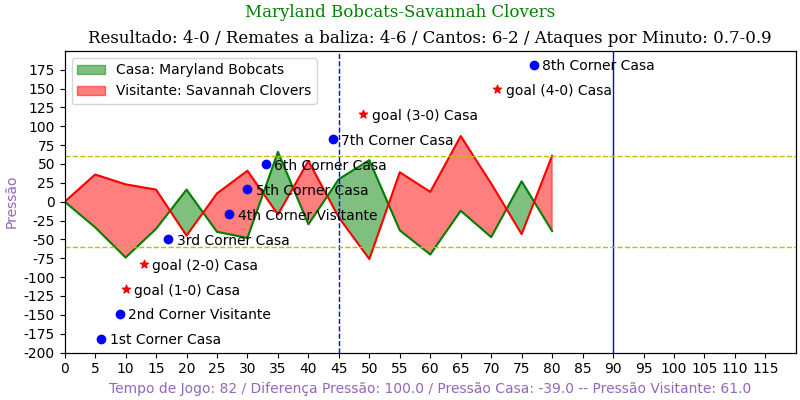 Maryland Bobcats-Savannah Clovers
Resultado: 4-0 / Remates a baliza: 4-6 / Cantos: 6-2 / Ataques por Minuto: 0.7-0.9
Casa: Maryland Bobcats
Visitante: Savannah Clovers
8th Corner Casa
goal (4-0) Casa
goal (3-0) Casa
7th Corner Casa
6th Corner Casa
5th Corner Casa
4th Corner Visitante
3rd Corner Casa
goal (2-0) Casa
goal (1-0) Casa
2nd Corner Visitante
1st Corner Casa
Pressão
175
150
125
100
75
50
25
0
-25
-50
-75
-100
-125
-150
-175
-200
0 5 10 15 20 25 30 35 40 45 50 55 60 65 70 75 80 85 90 95 100 105 110 115
Tempo de Jogo: 82 / Diferença Pressão: 100.0 / Pressão Casa: -39.0 -- Pressão Visitante: 61.0